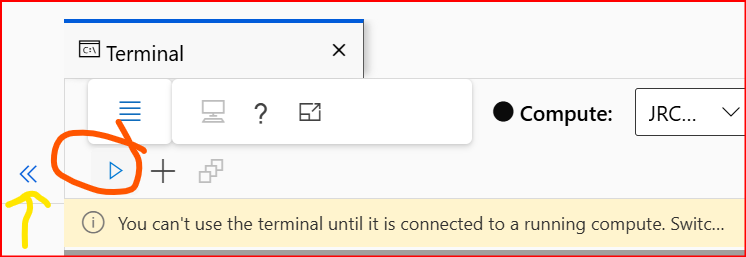 Terminal
Compute: JRC...
You can't use the terminal until it is connected to a running compute. Switc...